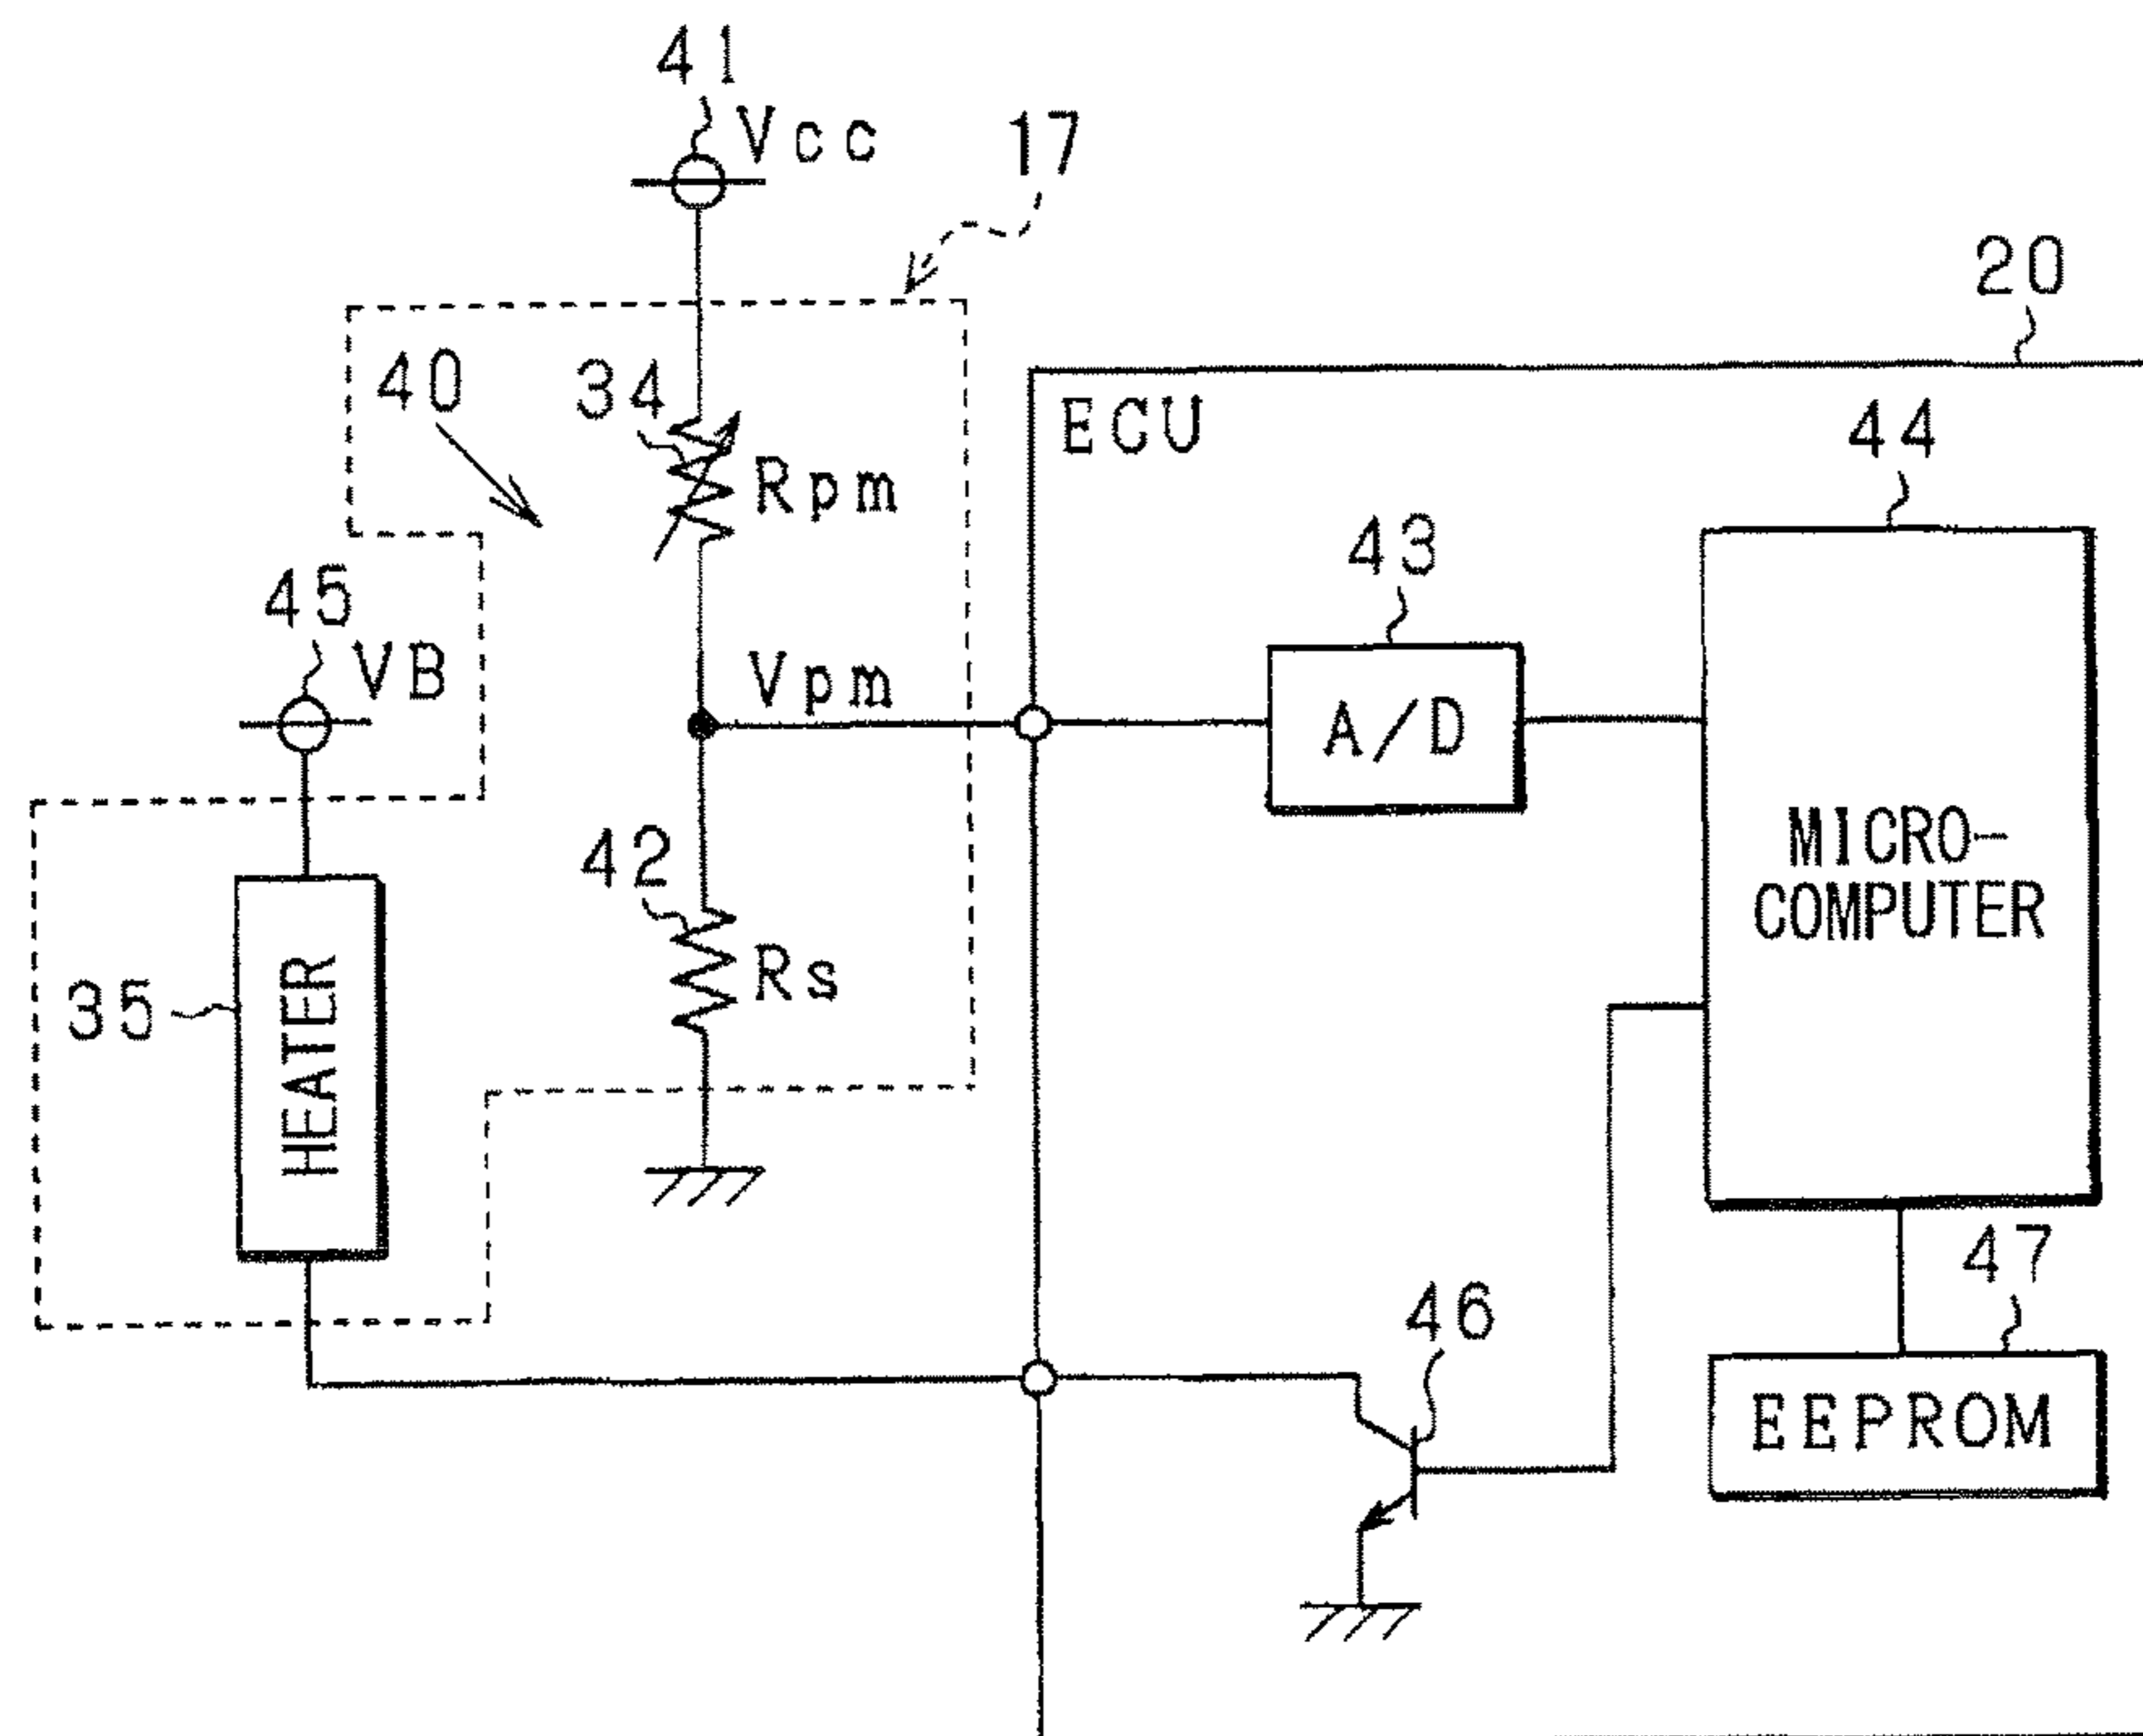 41
Vcc
17
20
40
34
Rpm
ECU
44
43
45
VB
Vpm
A/D
MICRO-
COMPUTER
42
Rs
35
HEATER
47
46
EEPROM